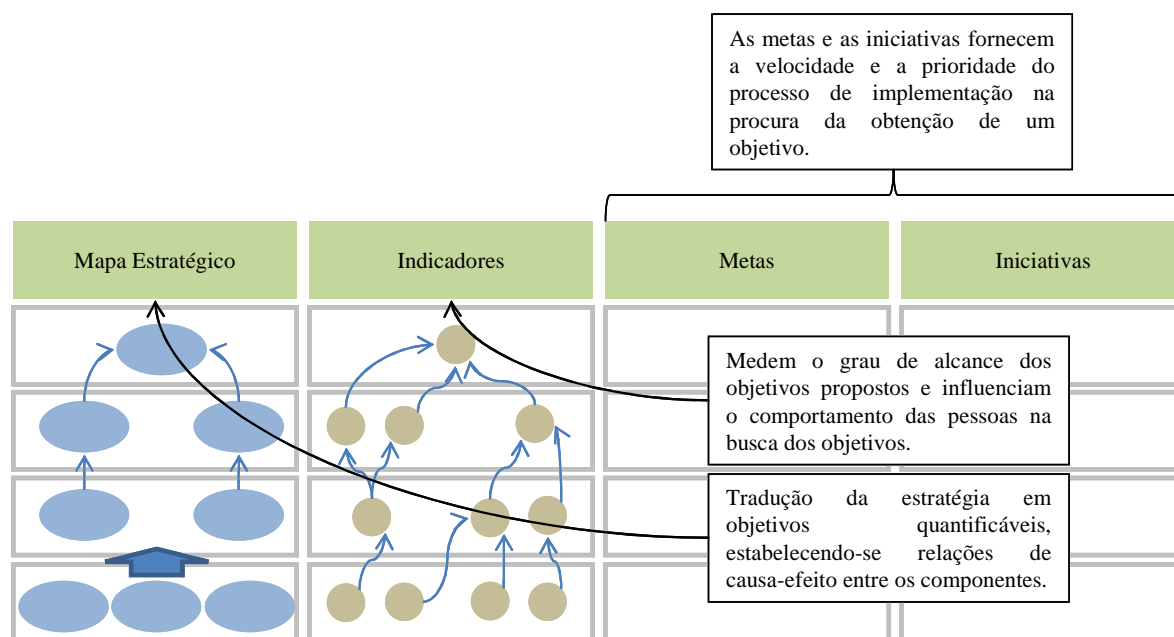 As metas e as iniciativas fornecem
a velocidade e a prioridade do
processo de implementação na
procura da obtenção de um
objetivo.
Mapa Estratégico
Indicadores
Metas
Iniciativas
Medem o grau de alcance dos
objetivos propostos e influenciam
o comportamento das pessoas na
busca dos objetivos.
Tradução da estratégia em
objetivos quantificáveis,
estabelecendo-se relações de
causa-efeito entre os componentes.